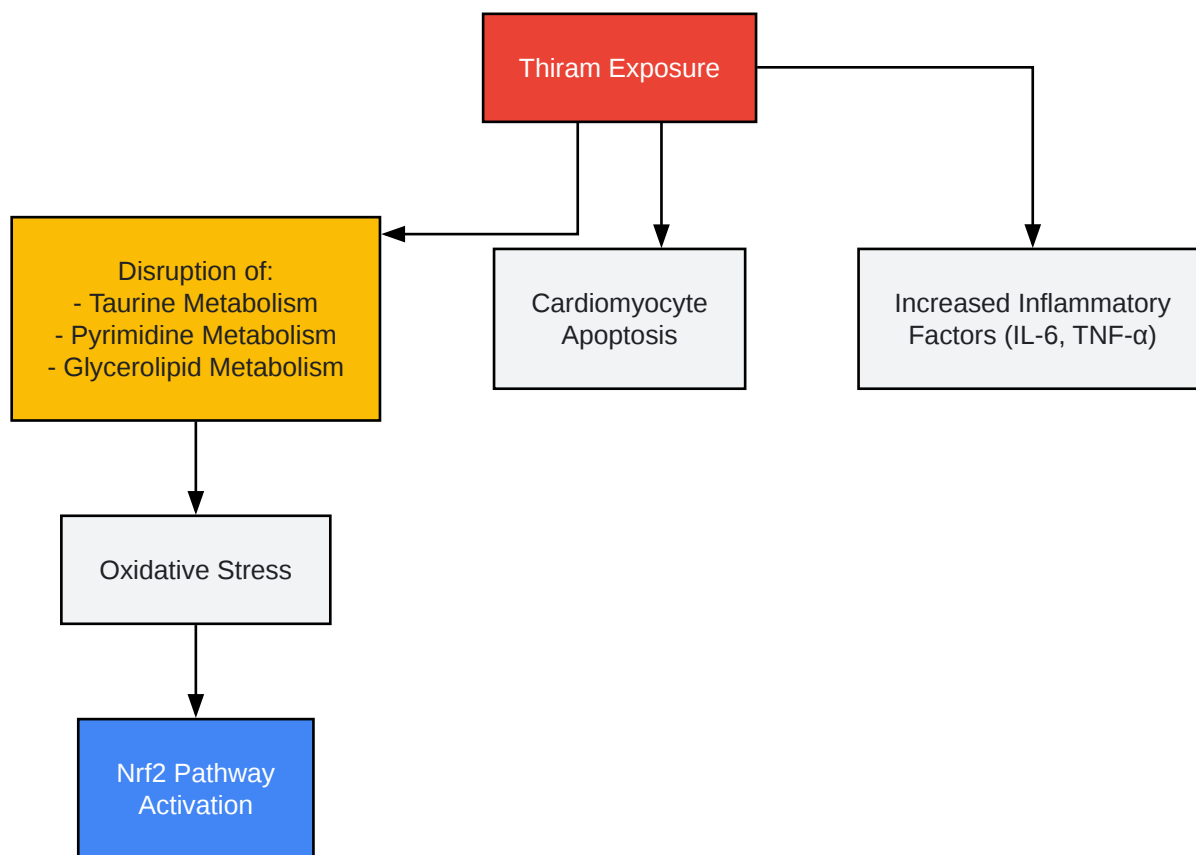 Thiram Exposure
Disruption of:
- Taurine Metabolism
- Pyrimidine Metabolism
- Glycerolipid Metabolism
Cardiomyocyte
Apoptosis
Increased Inflammatory
Factors (IL-6, TNF-α)
Oxidative Stress
Nrf2 Pathway
Activation